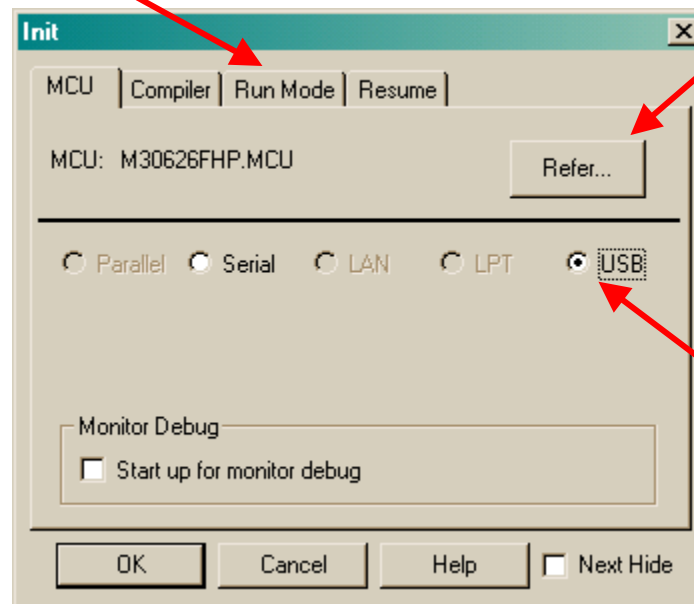 Init
MCU Compiler Run Mode Resume
MCU: M30626FHP.MCU Refer...
Parallel Serial LAN LPT USB
Monitor Debug
Start up for monitor debug
OK Cancel Help Next Hide